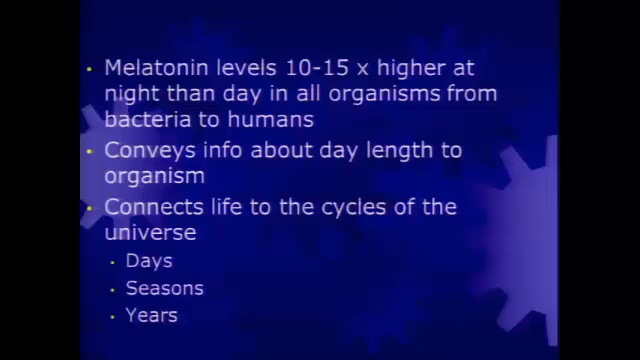 • Melatonin levels 10-15 x higher at
night than day in all organisms from
bacteria to humans
• Conveys info about day length to
organism
• Connects life to the cycles of the
universe
• Days
• Seasons
• Years